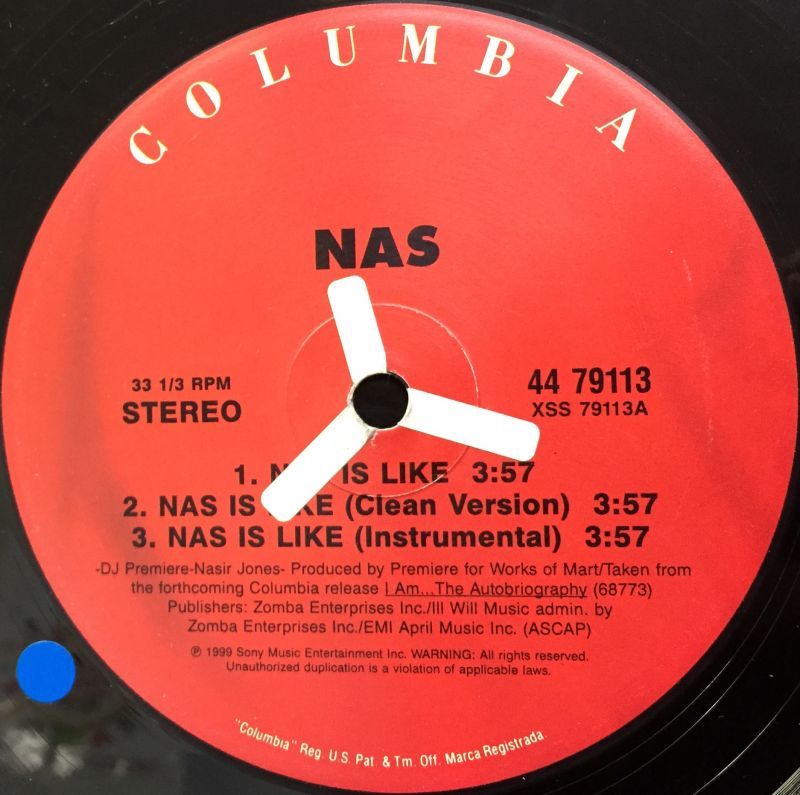 COLUMBIA
NAS
33 1/3 RPM
STEREO
44 79113
XSS 79113A
1. IS LIKE 3:57
2. NAS IS (Clean Version) 3:57
3. NAS IS LIKE (Instrumental) 3:57
-DJ Premiere-Nasir Jones- Produced by Premiere for Works of Mart/Taken from
the forthcoming Columbia release I Am...The Autobriography (68773)
Publishers: Zomba Enterprises Inc./Ill Will Music admin. by
Zomba Enterprises Inc./EMI April Music Inc. (ASCAP)
℗ 1999 Sony Music Entertainment Inc. WARNING: All rights reserved.
Unauthorized duplication is a violation of applicable laws.
"Columbia" Reg. U.S. Pat. & Tm. Off. Marca Registrada.